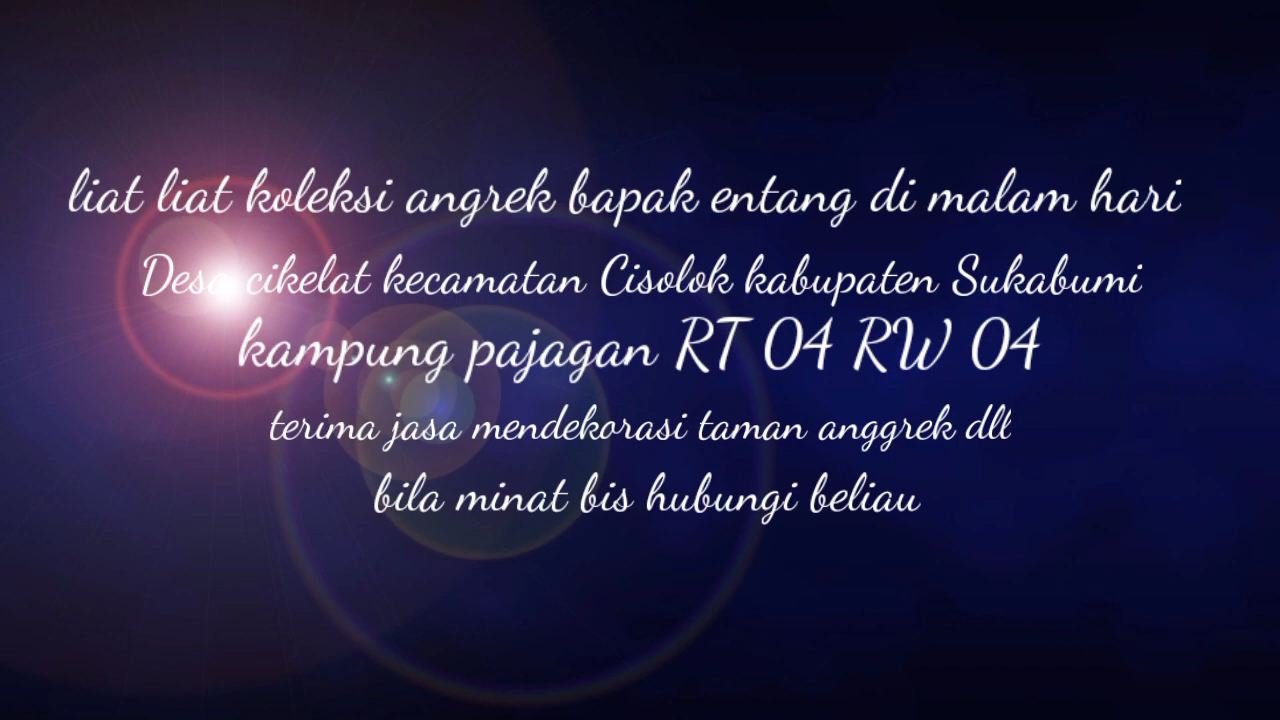 liat liat koleksi angrek bapak entang di malam hari
Desa cikelat kecamatan Cisolok kabupaten Sukabumi
kampung pajagan RT 04 RW 04
terima jasa mendekorasi taman anggrek dll
bila minat bis hubungi beliau